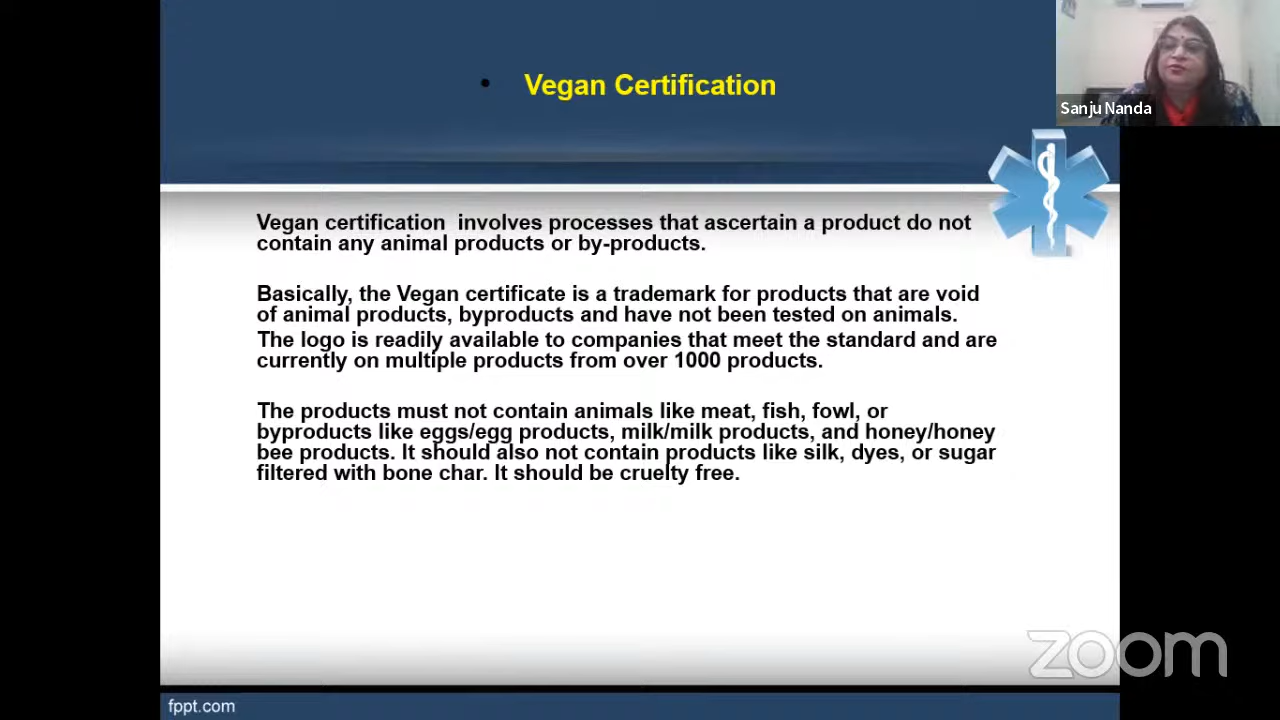 • Vegan Certification
Sanju Nanda
Vegan certification involves processes that ascertain a product do not
contain any animal products or by-products.
Basically, the Vegan certificate is a trademark for products that are void
of animal products, byproducts and have not been tested on animals.
The logo is readily available to companies that meet the standard and are
currently on multiple products from over 1000 products.
The products must not contain animals like meat, fish, fowl, or
byproducts like eggs/egg products, milk/milk products, and honey/honey
bee products. It should also not contain products like silk, dyes, or sugar
filtered with bone char. It should be cruelty free.
zoom
fppt.com